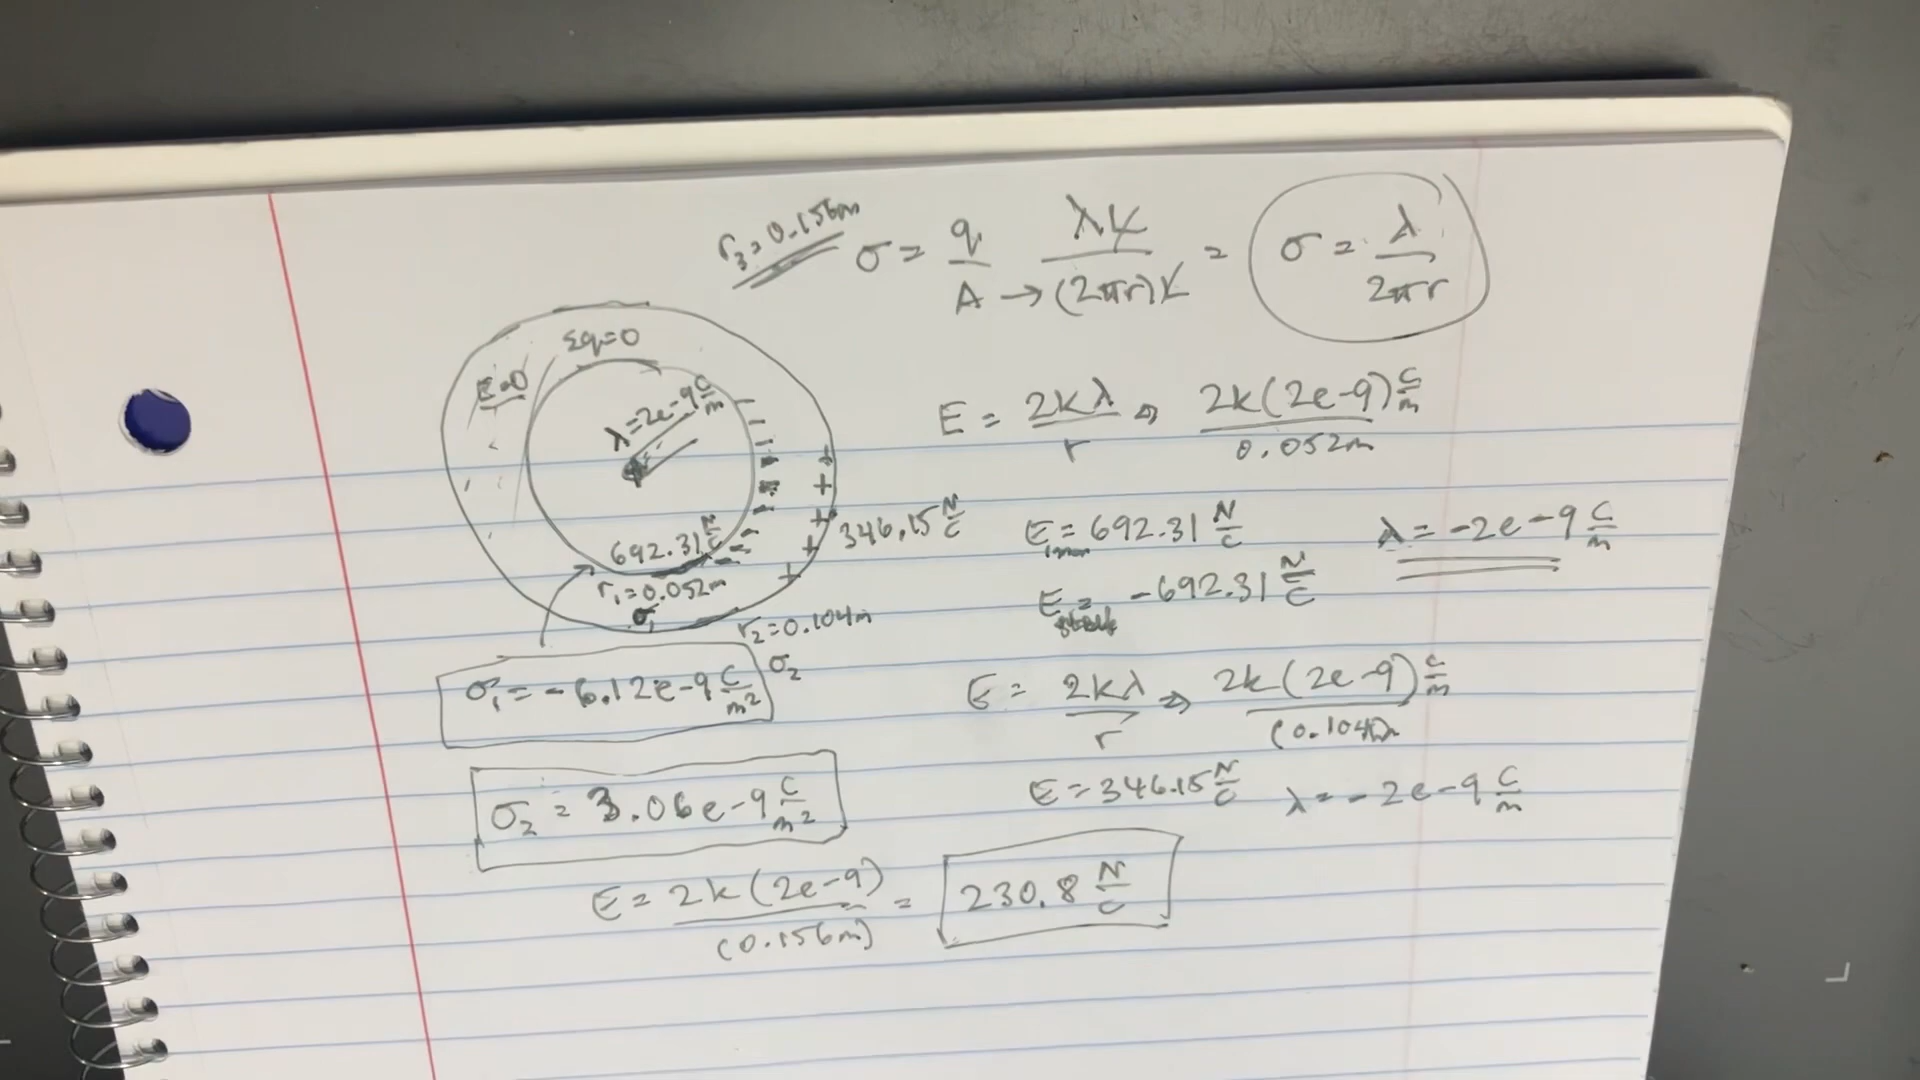 r₃=0.156m
σ = q/A → λL/(2πr)L = σ = λ/2πr
Σq=0
E=0
λ=2e-9 C/m
692.31 N/C
r₁=0.052m
σ₁
346.15 N/C
r₂=0.104m
σ₂
E = 2kλ/r ⇒ 2k(2e-9) C/m / 0.052m
E = 692.31 N/C
λ = -2e-9 C/m
E = -692.31 N/C
σ₁ = -6.12e-9 C/m²
E = 2kλ/r ⇒ 2k(2e-9) C/m / (0.104m)
σ₂ = 3.06e-9 C/m²
E = 346.15 N/C
λ = -2e-9 C/m
E = 2k(2e-9)/(0.156m) = 230.8 N/C